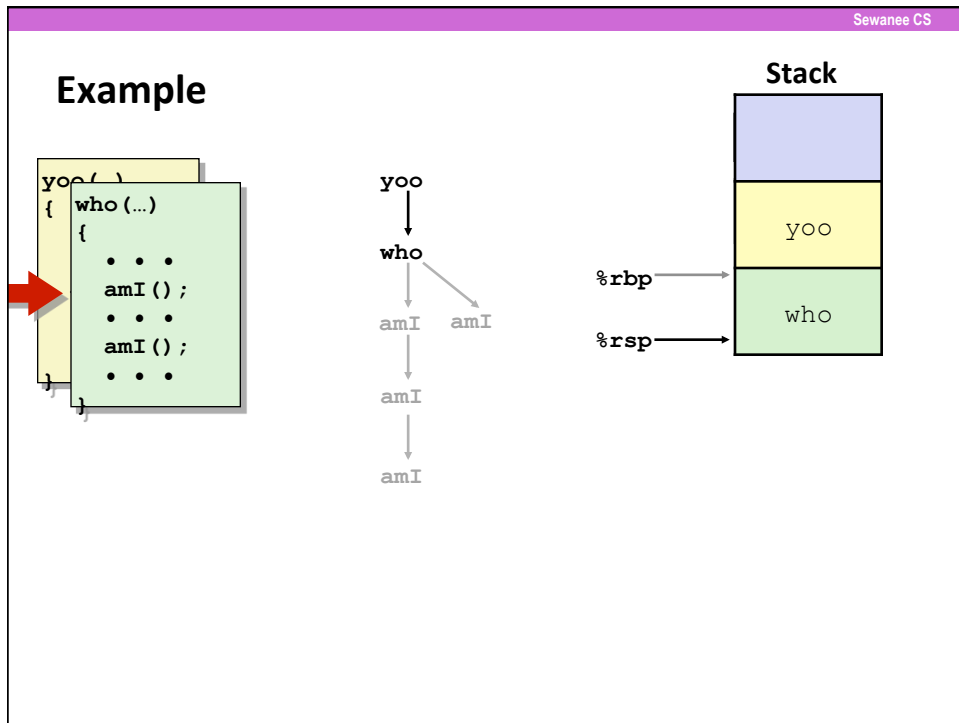 Sewanee CS
Example
yoo(…)
{
}
who(…)
{
• • •
amI();
• • •
amI();
• • •
}
yoo
who
amI amI
amI
amI
Stack
yoo
%rbp
who
%rsp